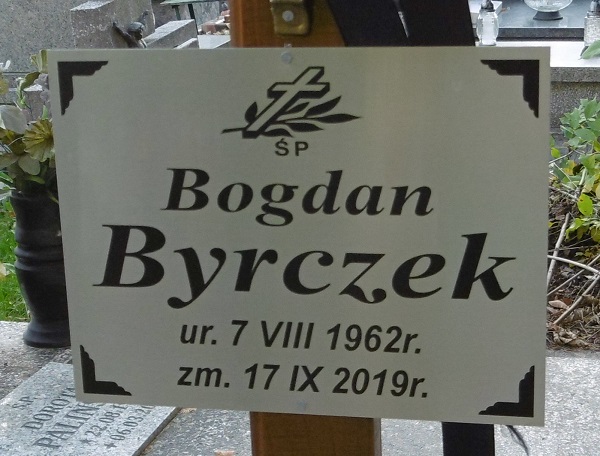 ŚP
Bogdan
Byrczek
ur. 7 VIII 1962r.
zm. 17 IX 2019r.